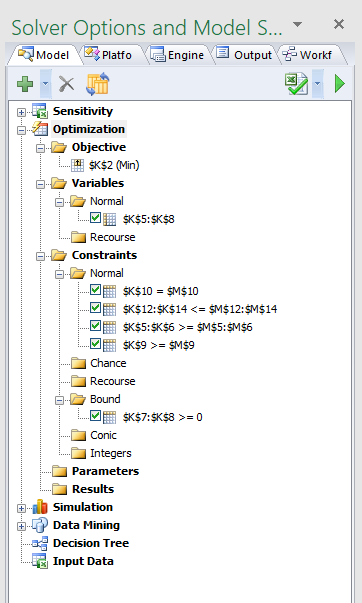 Solver Options and Model S...
Model Platfo Engine Output Workf
Sensitivity
Optimization
Objective
$K$2 (Min)
Variables
Normal
$K$5:$K$8
Recourse
Constraints
Normal
$K$10 = $M$10
$K$12:$K$14 <= $M$12:$M$14
$K$5:$K$6 >= $M$5:$M$6
$K$9 >= $M$9
Chance
Recourse
Bound
$K$7:$K$8 >= 0
Conic
Integers
Parameters
Results
Simulation
Data Mining
Decision Tree
Input Data